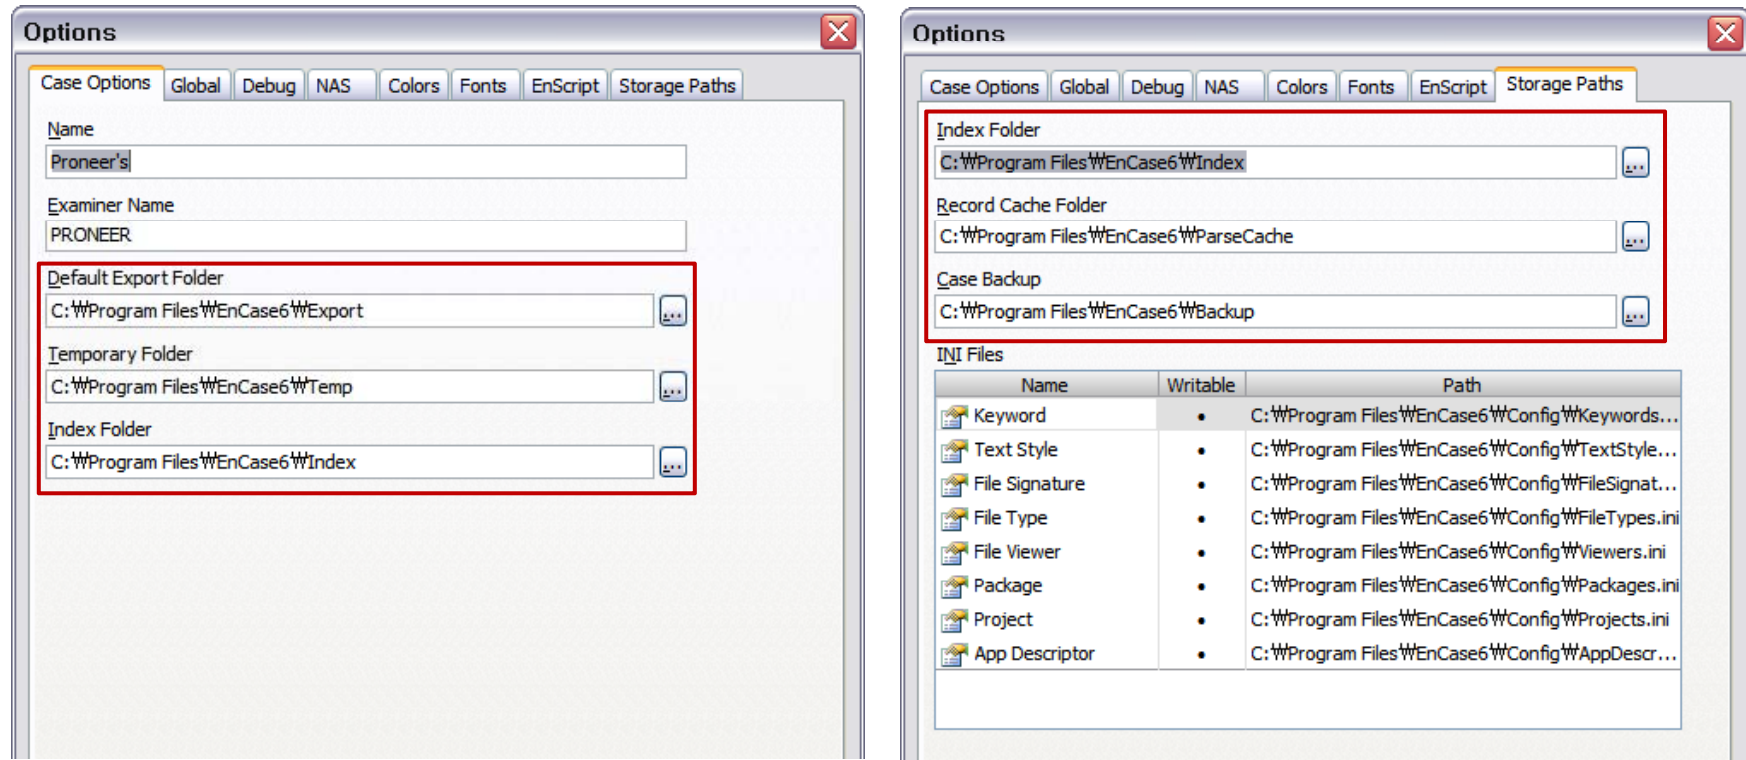 Options
Case Options Global Debug NAS Colors Fonts EnScript Storage Paths
Name
Proneer's
Examiner Name
PRONEER
Default Export Folder
C:₩Program Files₩EnCase6₩Export
...
Temporary Folder
C:₩Program Files₩EnCase6₩Temp
...
Index Folder
C:₩Program Files₩EnCase6₩Index
...
Options
Case Options Global Debug NAS Colors Fonts EnScript Storage Paths
Index Folder
C:₩Program Files₩EnCase6₩Index
...
Record Cache Folder
C:₩Program Files₩EnCase6₩ParseCache
...
Case Backup
C:₩Program Files₩EnCase6₩Backup
...
INI Files
Name Writable Path
Keyword • C:₩Program Files₩EnCase6₩Config₩Keywords...
Text Style • C:₩Program Files₩EnCase6₩Config₩TextStyle...
File Signature • C:₩Program Files₩EnCase6₩Config₩FileSignat...
File Type • C:₩Program Files₩EnCase6₩Config₩FileTypes.ini
File Viewer • C:₩Program Files₩EnCase6₩Config₩Viewers.ini
Package • C:₩Program Files₩EnCase6₩Config₩Packages.ini
Project • C:₩Program Files₩EnCase6₩Config₩Projects.ini
App Descriptor • C:₩Program Files₩EnCase6₩Config₩AppDescr...